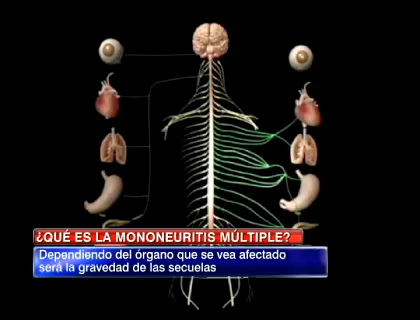 ¿QUÉ ES LA MONONEURITIS MÚLTIPLE?
Dependiendo del órgano que se vea afectado
será la gravedad de las secuelas